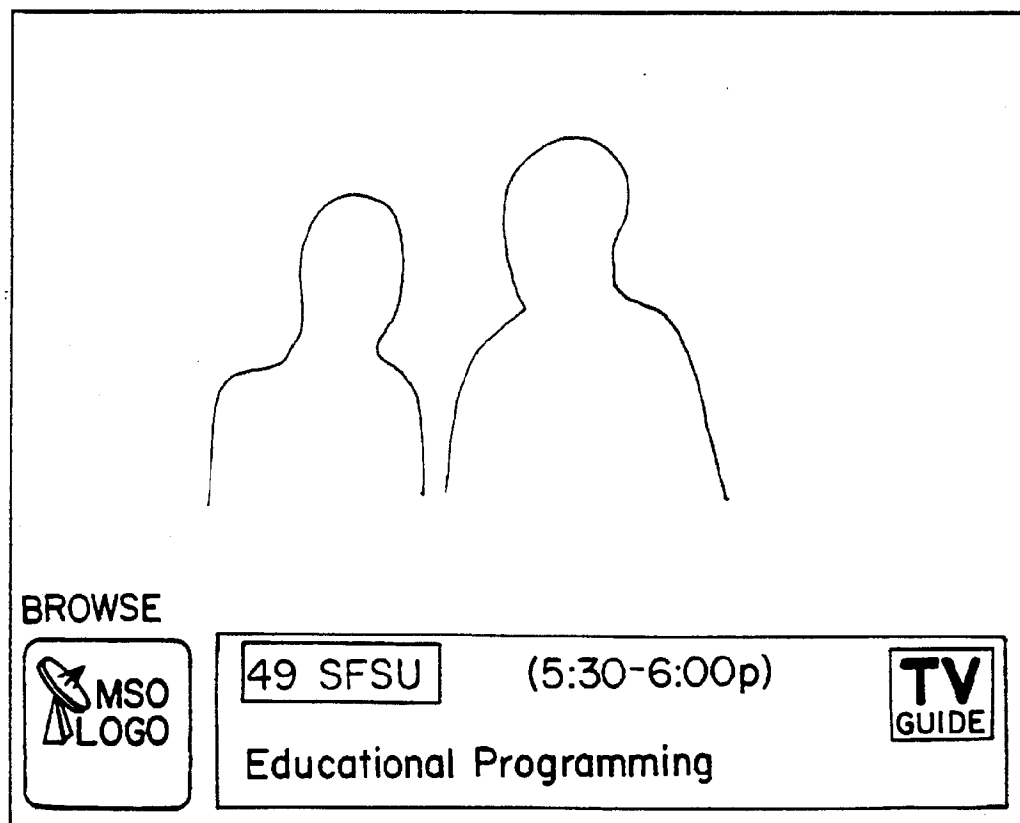 BROWSE
MSO
LOGO
49 SFSU (5:30-6:00p)
Educational Programming
TV
GUIDE